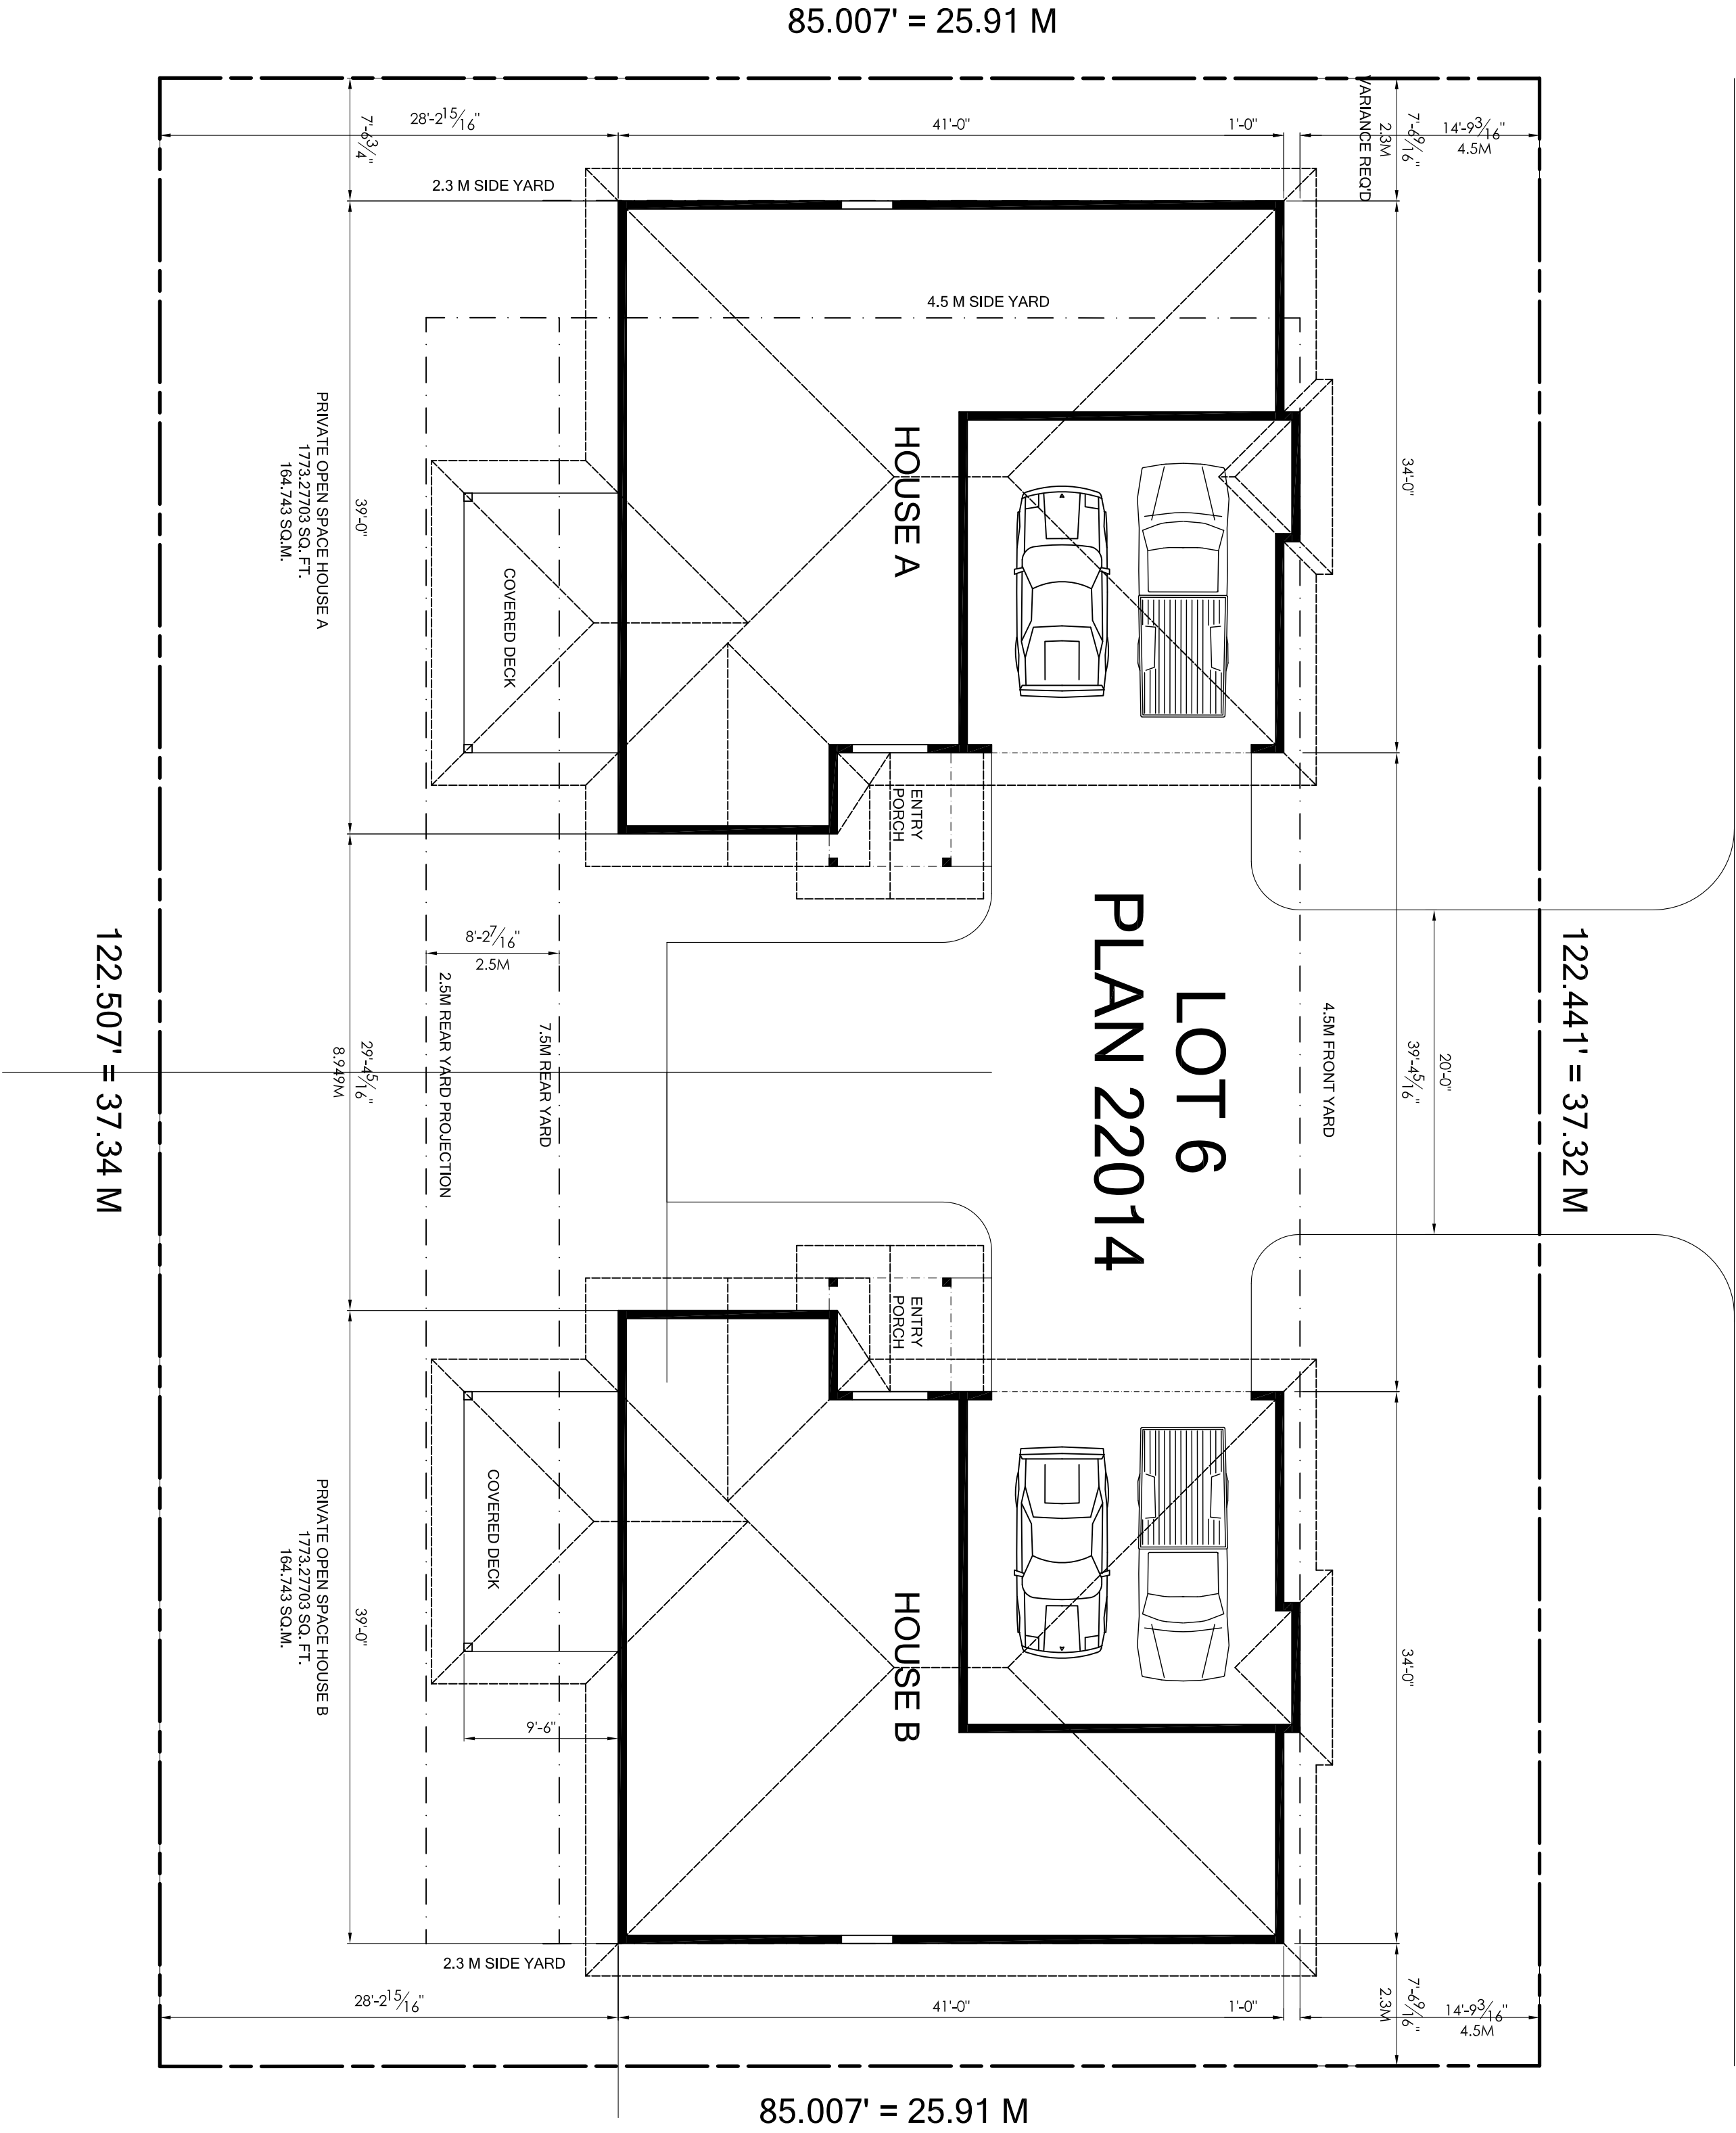 85.007' = 25.91 M
28'-2 15/16"
41'-0"
1'-0"
14'-9 3/16"
4.5M
7'-6 3/4"
VARIANCE REQ'D
2.3M
7'-6 9/16"
2.3 M SIDE YARD
4.5 M SIDE YARD
PRIVATE OPEN SPACE HOUSE A
1773.27703 SQ. FT.
164.743 SQ.M.
39'-0"
COVERED DECK
HOUSE A
34'-0"
ENTRY
PORCH
LOT 6
PLAN 22014
122.507' = 37.34 M
29'-4 5/16"
8.949M
8'-2 7/16"
2.5M
2.5M REAR YARD PROJECTION
7.5M REAR YARD
4.5M FRONT YARD
39'-4 5/16"
20'-0"
122.441' = 37.32 M
ENTRY
PORCH
PRIVATE OPEN SPACE HOUSE B
1773.27703 SQ. FT.
164.743 SQ.M.
39'-0"
COVERED DECK
HOUSE B
34'-0"
9'-6"
2.3 M SIDE YARD
28'-2 15/16"
41'-0"
1'-0"
7'-6 9/16"
2.3M
14'-9 3/16"
4.5M
85.007' = 25.91 M